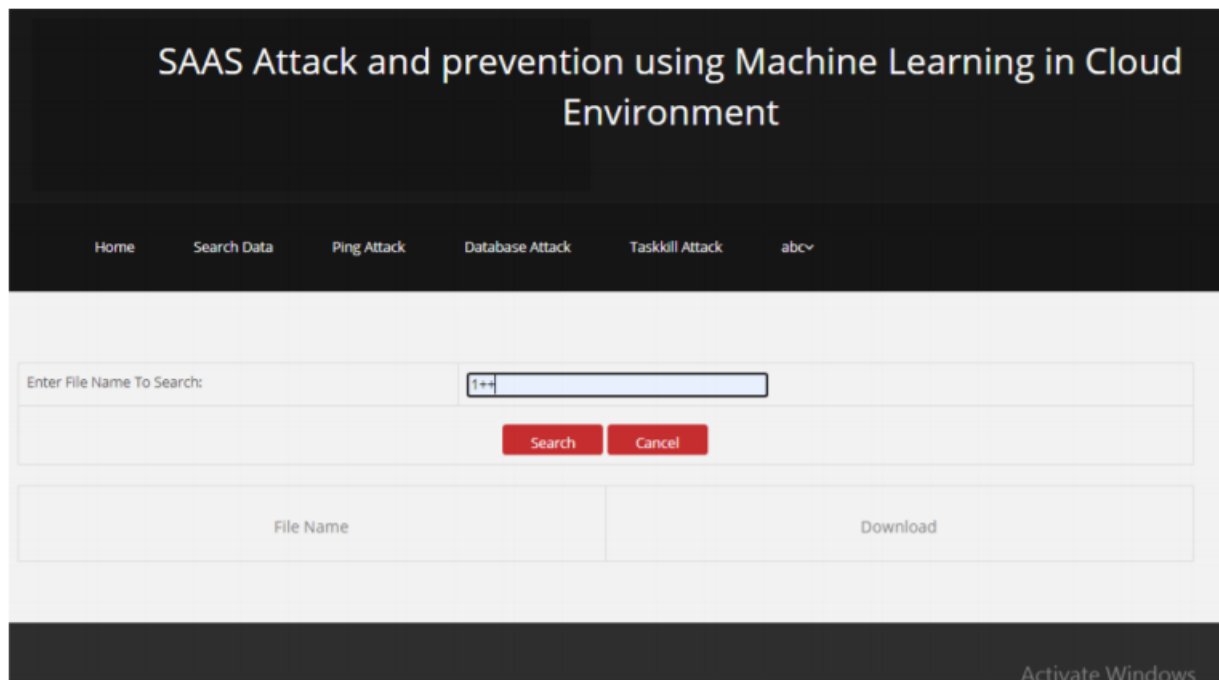 SAAS Attack and prevention using Machine Learning in Cloud
Environment
Home Search Data Ping Attack Database Attack Taskkill Attack abc
Enter File Name To Search: 1++
Search Cancel
File Name Download
Activate Windows